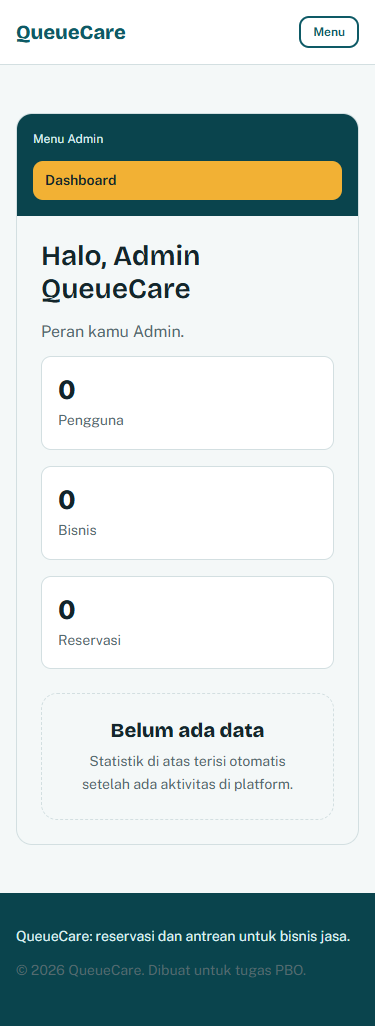 QueueCare
Menu
Menu Admin
Dashboard
Halo, Admin
QueueCare
Peran kamu Admin.
0
Pengguna
0
Bisnis
0
Reservasi
Belum ada data
Statistik di atas terisi otomatis
setelah ada aktivitas di platform.
QueueCare: reservasi dan antrean untuk bisnis jasa.
© 2026 QueueCare. Dibuat untuk tugas PBO.